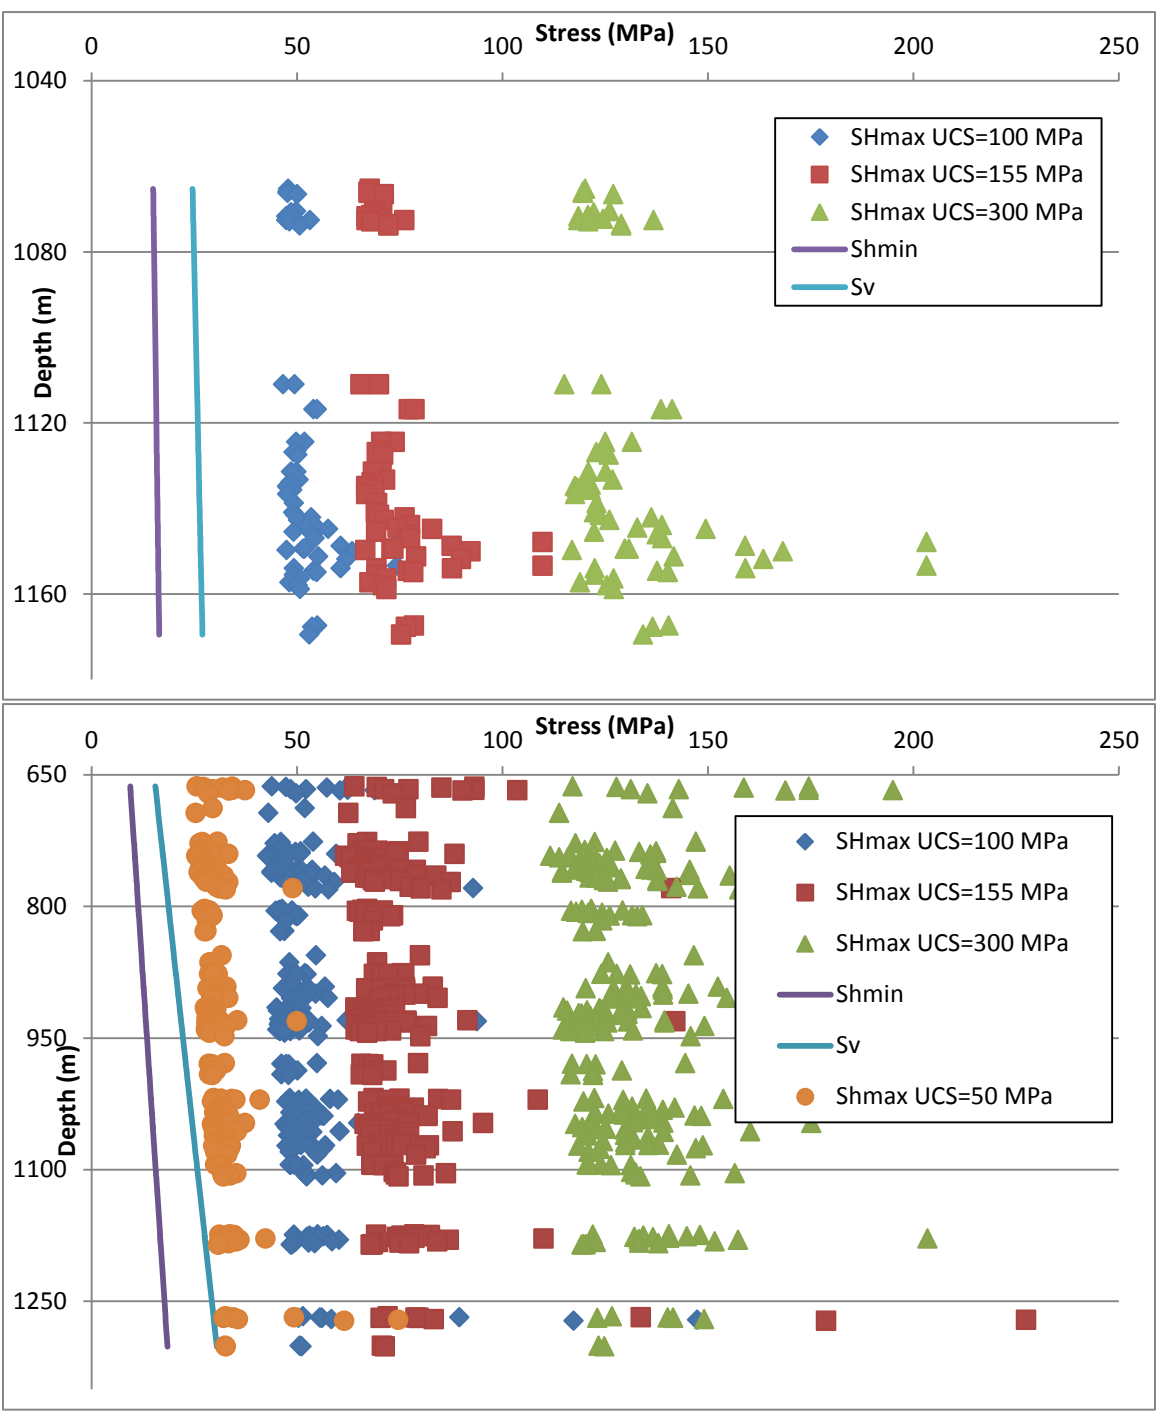 Stress (MPa)
0 50 100 150 200 250
1040
1080
1120
1160
Depth (m)
SHmax UCS=100 MPa
SHmax UCS=155 MPa
SHmax UCS=300 MPa
Shmin
Sv
Stress (MPa)
0 50 100 150 200 250
650
800
950
1100
1250
Depth (m)
SHmax UCS=100 MPa
SHmax UCS=155 MPa
SHmax UCS=300 MPa
Shmin
Sv
Shmax UCS=50 MPa